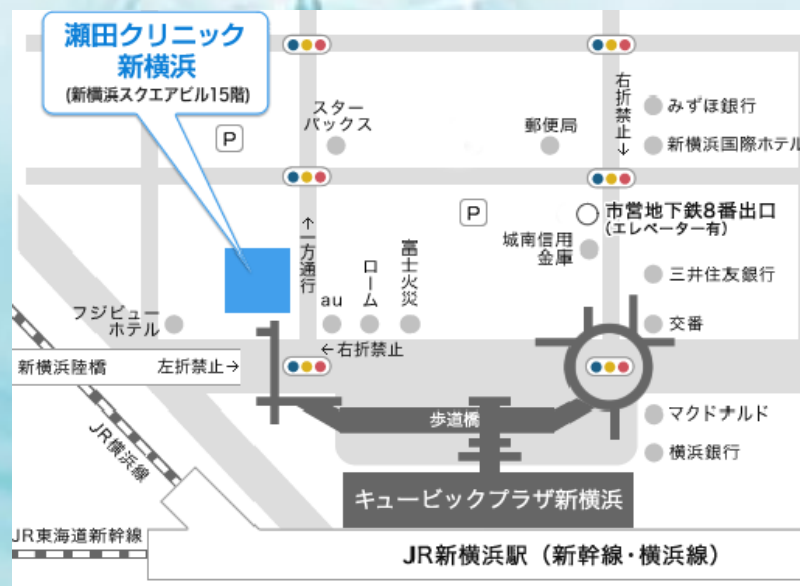 瀬田クリニック
新横浜
(新横浜スクエアビル15階)
P
スター
バックス
郵便局
右折禁止↓
みずほ銀行
新横浜国際ホテル
P
市営地下鉄8番出口
(エレベーター有)
城南信用
金庫
↑一方通行
富士火災
ローム
au
三井住友銀行
フジビュー
ホテル
交番
←右折禁止
新横浜陸橋
左折禁止→
歩道橋
マクドナルド
横浜銀行
JR横浜線
キュービックプラザ新横浜
JR東海道新幹線
JR新横浜駅（新幹線・横浜線）